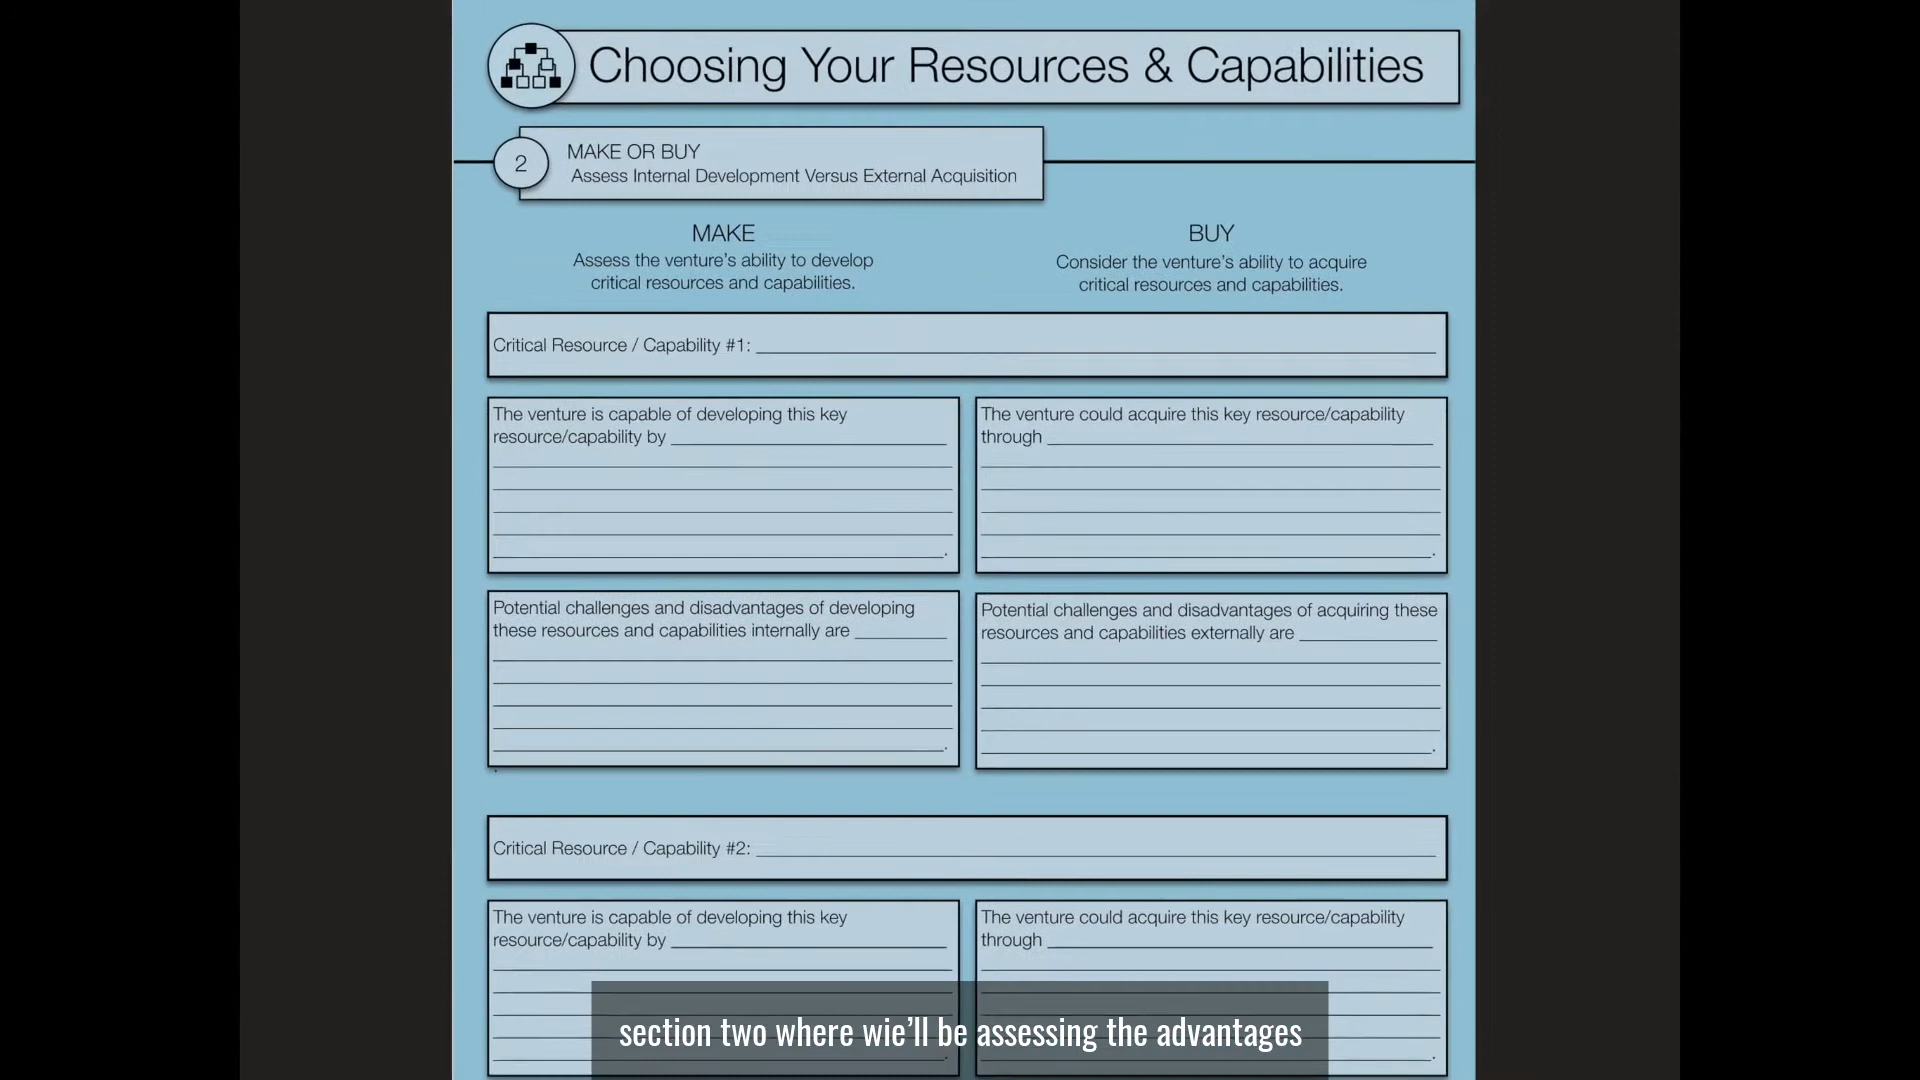 Choosing Your Resources & Capabilities
2
MAKE OR BUY
Assess Internal Development Versus External Acquisition
MAKE
Assess the venture's ability to develop
critical resources and capabilities.
BUY
Consider the venture's ability to acquire
critical resources and capabilities.
Critical Resource / Capability #1:
The venture is capable of developing this key
resource/capability by
The venture could acquire this key resource/capability
through
Potential challenges and disadvantages of developing
these resources and capabilities internally are
Potential challenges and disadvantages of acquiring these
resources and capabilities externally are
Critical Resource / Capability #2:
The venture is capable of developing this key
resource/capability by
The venture could acquire this key resource/capability
through
section two where wie’ll be assessing the advantages